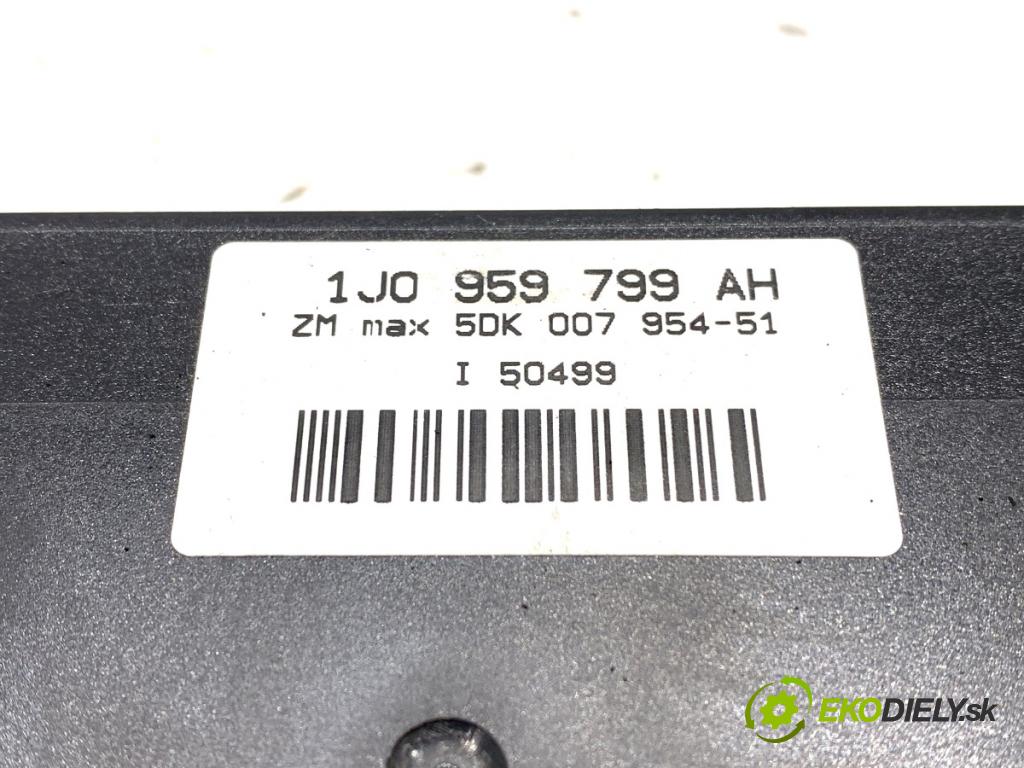 1J0 959 799 AH
ZM max 5DK 007 954-51
I 50499
EKODIELY.sk